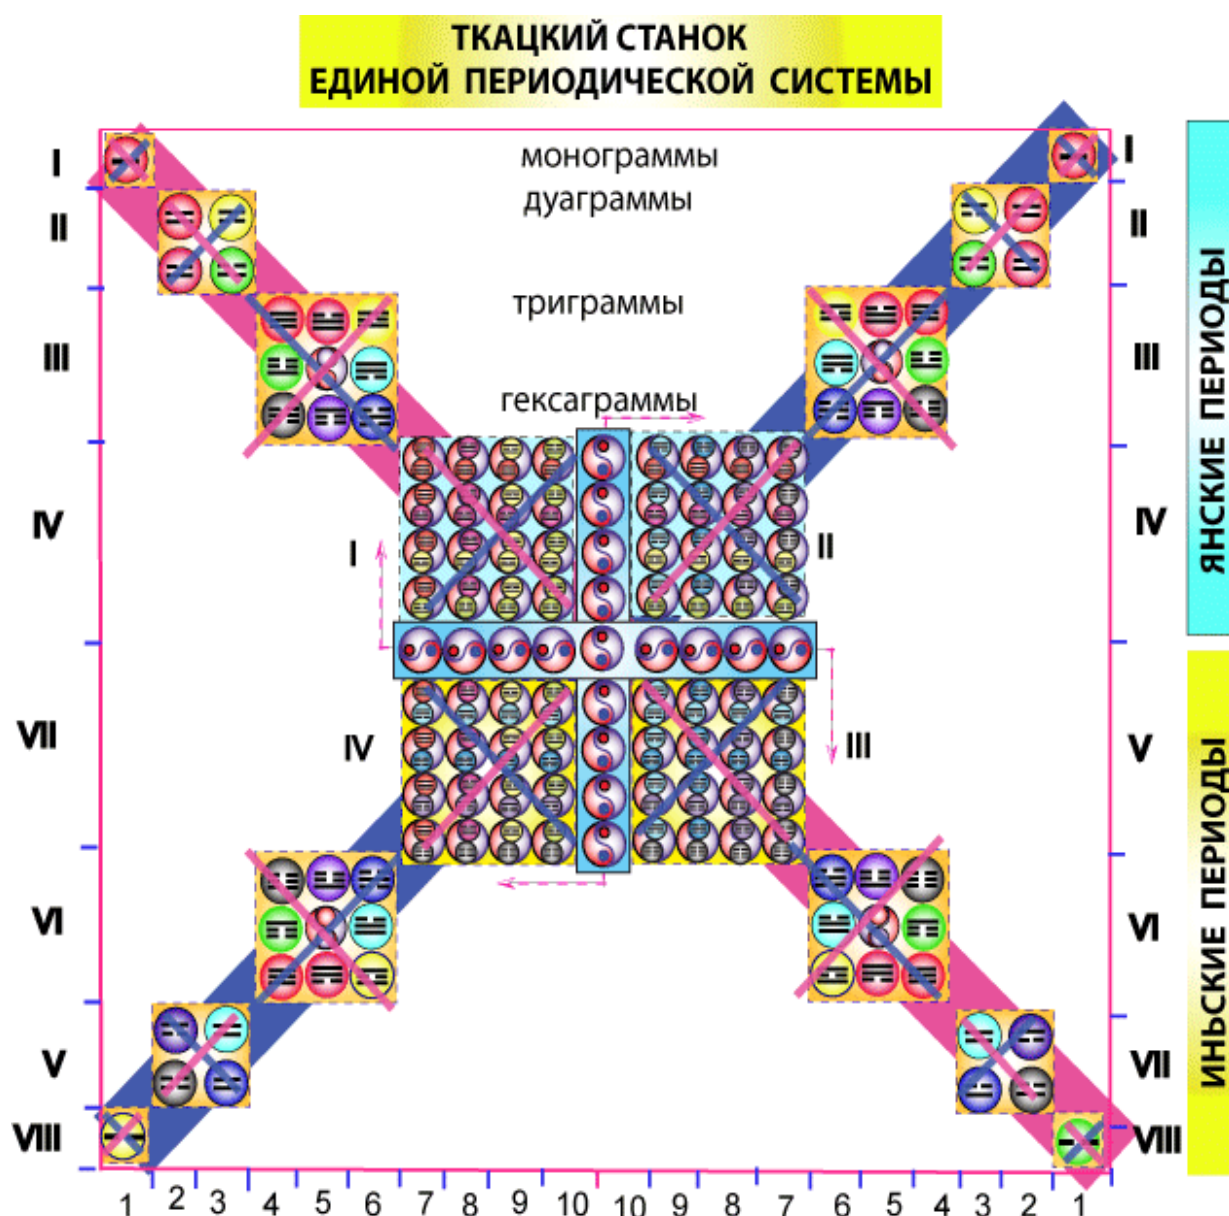 ТКАЦКИЙ СТАНОК
ЕДИНОЙ ПЕРИОДИЧЕСКОЙ СИСТЕМЫ
I
монограммы
I
II
дуаграммы
II
III
триграммы
III
гексаграммы
IV
I
II
IV
VII
IV
III
V
VI
VI
V
VII
VIII
VIII
1 2 3 4 5 6 7 8 9 10 10 9 8 7 6 5 4 3 2 1
ЯНСКИЕ ПЕРИОДЫ
ИНЬСКИЕ ПЕРИОДЫ